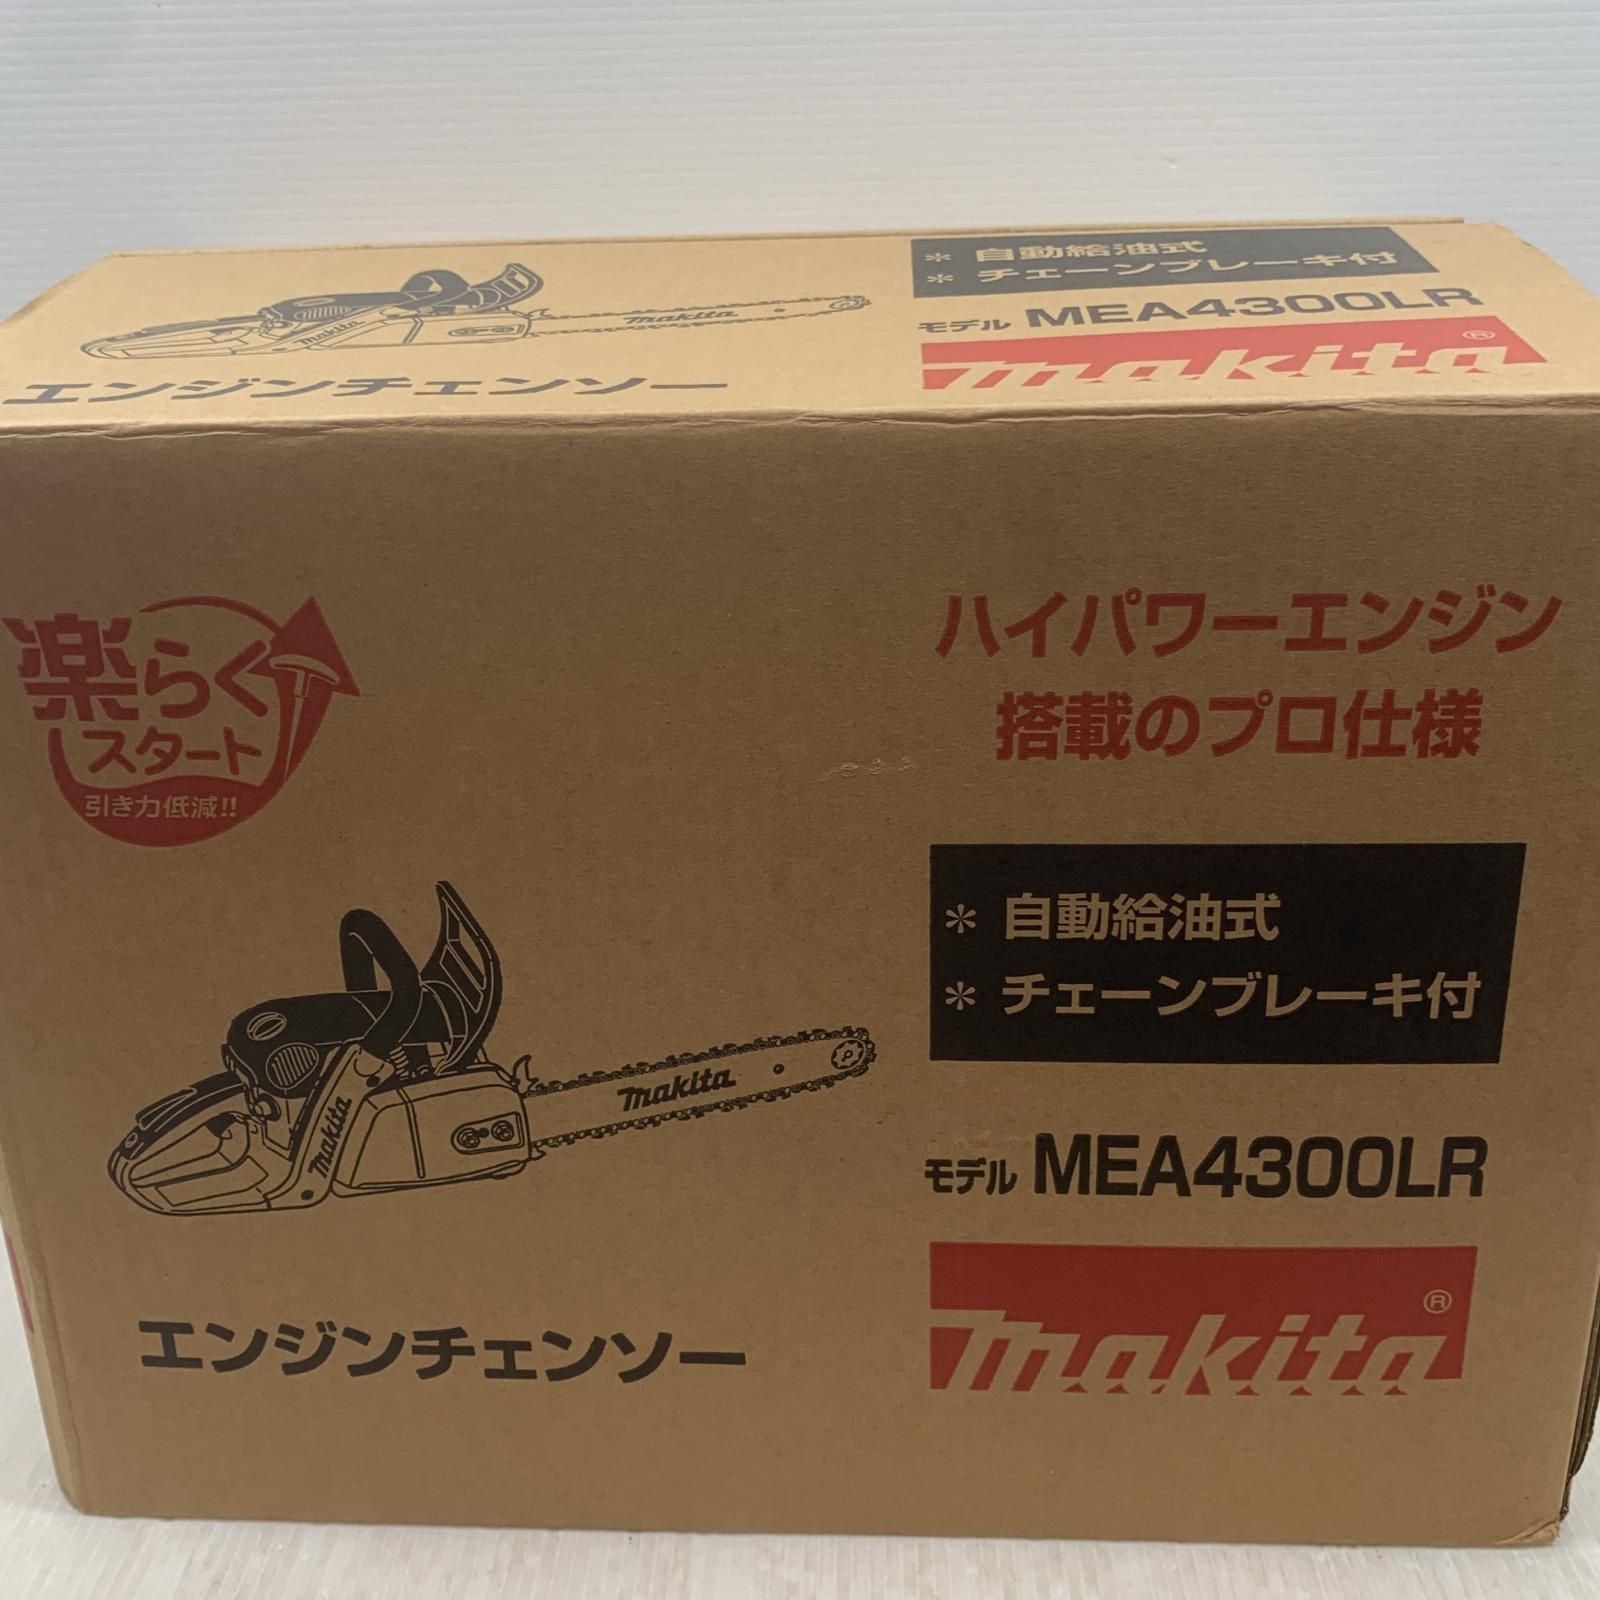 * 自動給油式
* チェーンブレーキ付
モデル MEA4300LR
makita®
makita
makita
エンジンチェンソー
楽らく
スタート
引き力低減!!
ハイパワーエンジン
搭載のプロ仕様
* 自動給油式
* チェーンブレーキ付
makita
makita
P
モデル MEA4300LR
エンジンチェンソー
makita®